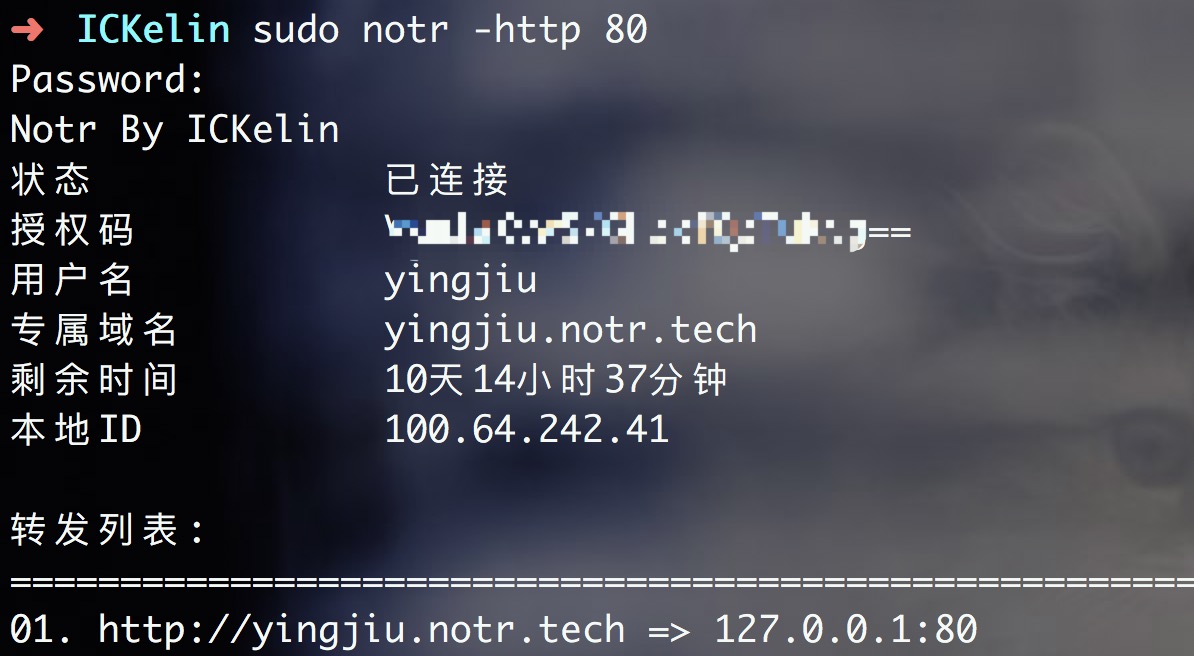 ➜ ICKelin sudo notr -http 80
Password:
Notr By ICKelin
状态 已连接
授权码 ==
用户名 yingjiu
专属域名 yingjiu.notr.tech
剩余时间 10天14小时37分钟
本地ID 100.64.242.41
转发列表:
======================================================
01. http://yingjiu.notr.tech => 127.0.0.1:80